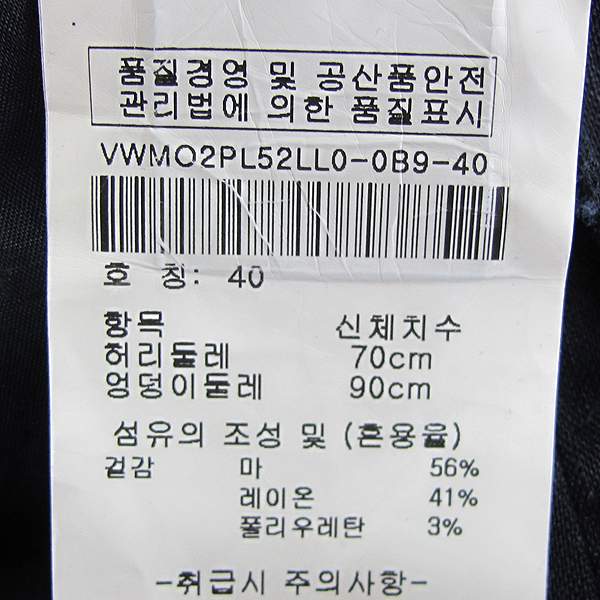 품질경영 및 공산품안전
관리법에 의한 품질표시
VWMO2PL52LL0-0B9-40
호 칭: 40
항목 신체치수
허리둘레 70cm
엉덩이둘레 90cm
섬유의 조성 및 (혼용율)
겉감 마 56%
레이온 41%
폴리우레탄 3%
-취급시 주의사항-